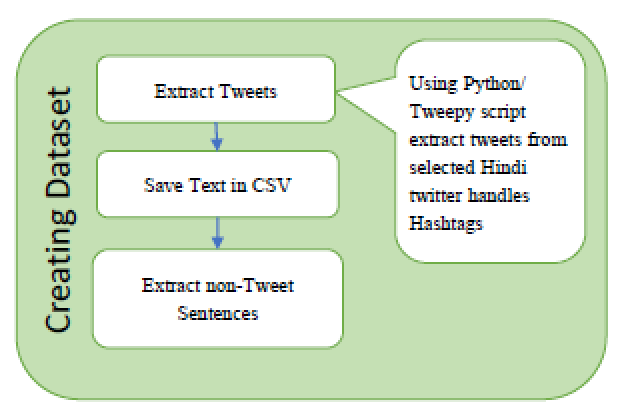 Creating Dataset
Extract Tweets
Save Text in CSV
Extract non-Tweet
Sentences
Using Python/
Tweepy script
extract tweets from
selected Hindi
twitter handles
Hashtags